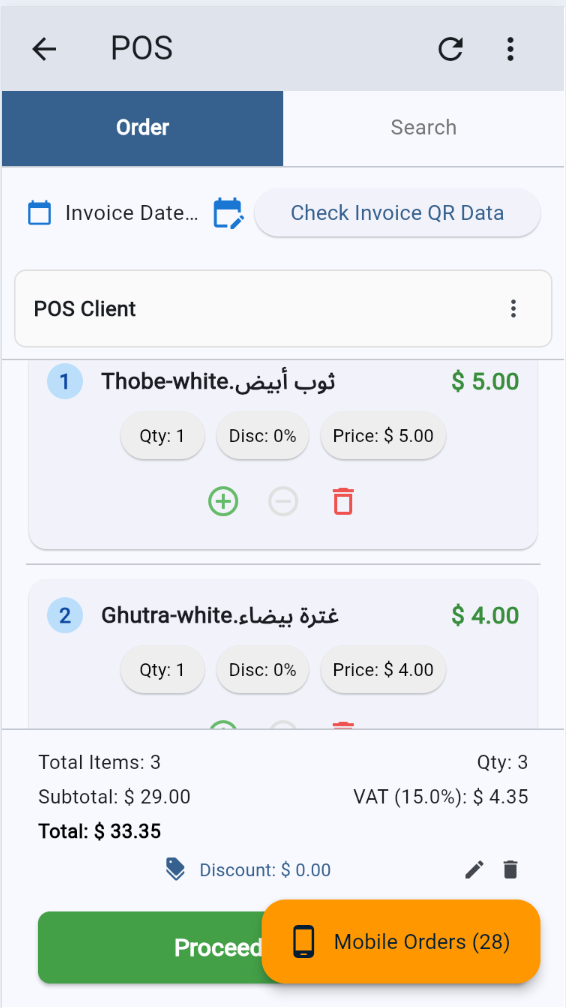 POS
Order
Search
Invoice Date...
Check Invoice QR Data
POS Client
1
Thobe-white.ثوب أبيض
$ 5.00
Qty: 1
Disc: 0%
Price: $ 5.00
2
Ghutra-white.غترة بيضاء
$ 4.00
Qty: 1
Disc: 0%
Price: $ 4.00
Total Items: 3
Qty: 3
Subtotal: $ 29.00
VAT (15.0%): $ 4.35
Total: $ 33.35
Discount: $ 0.00
Proceed
Mobile Orders (28)